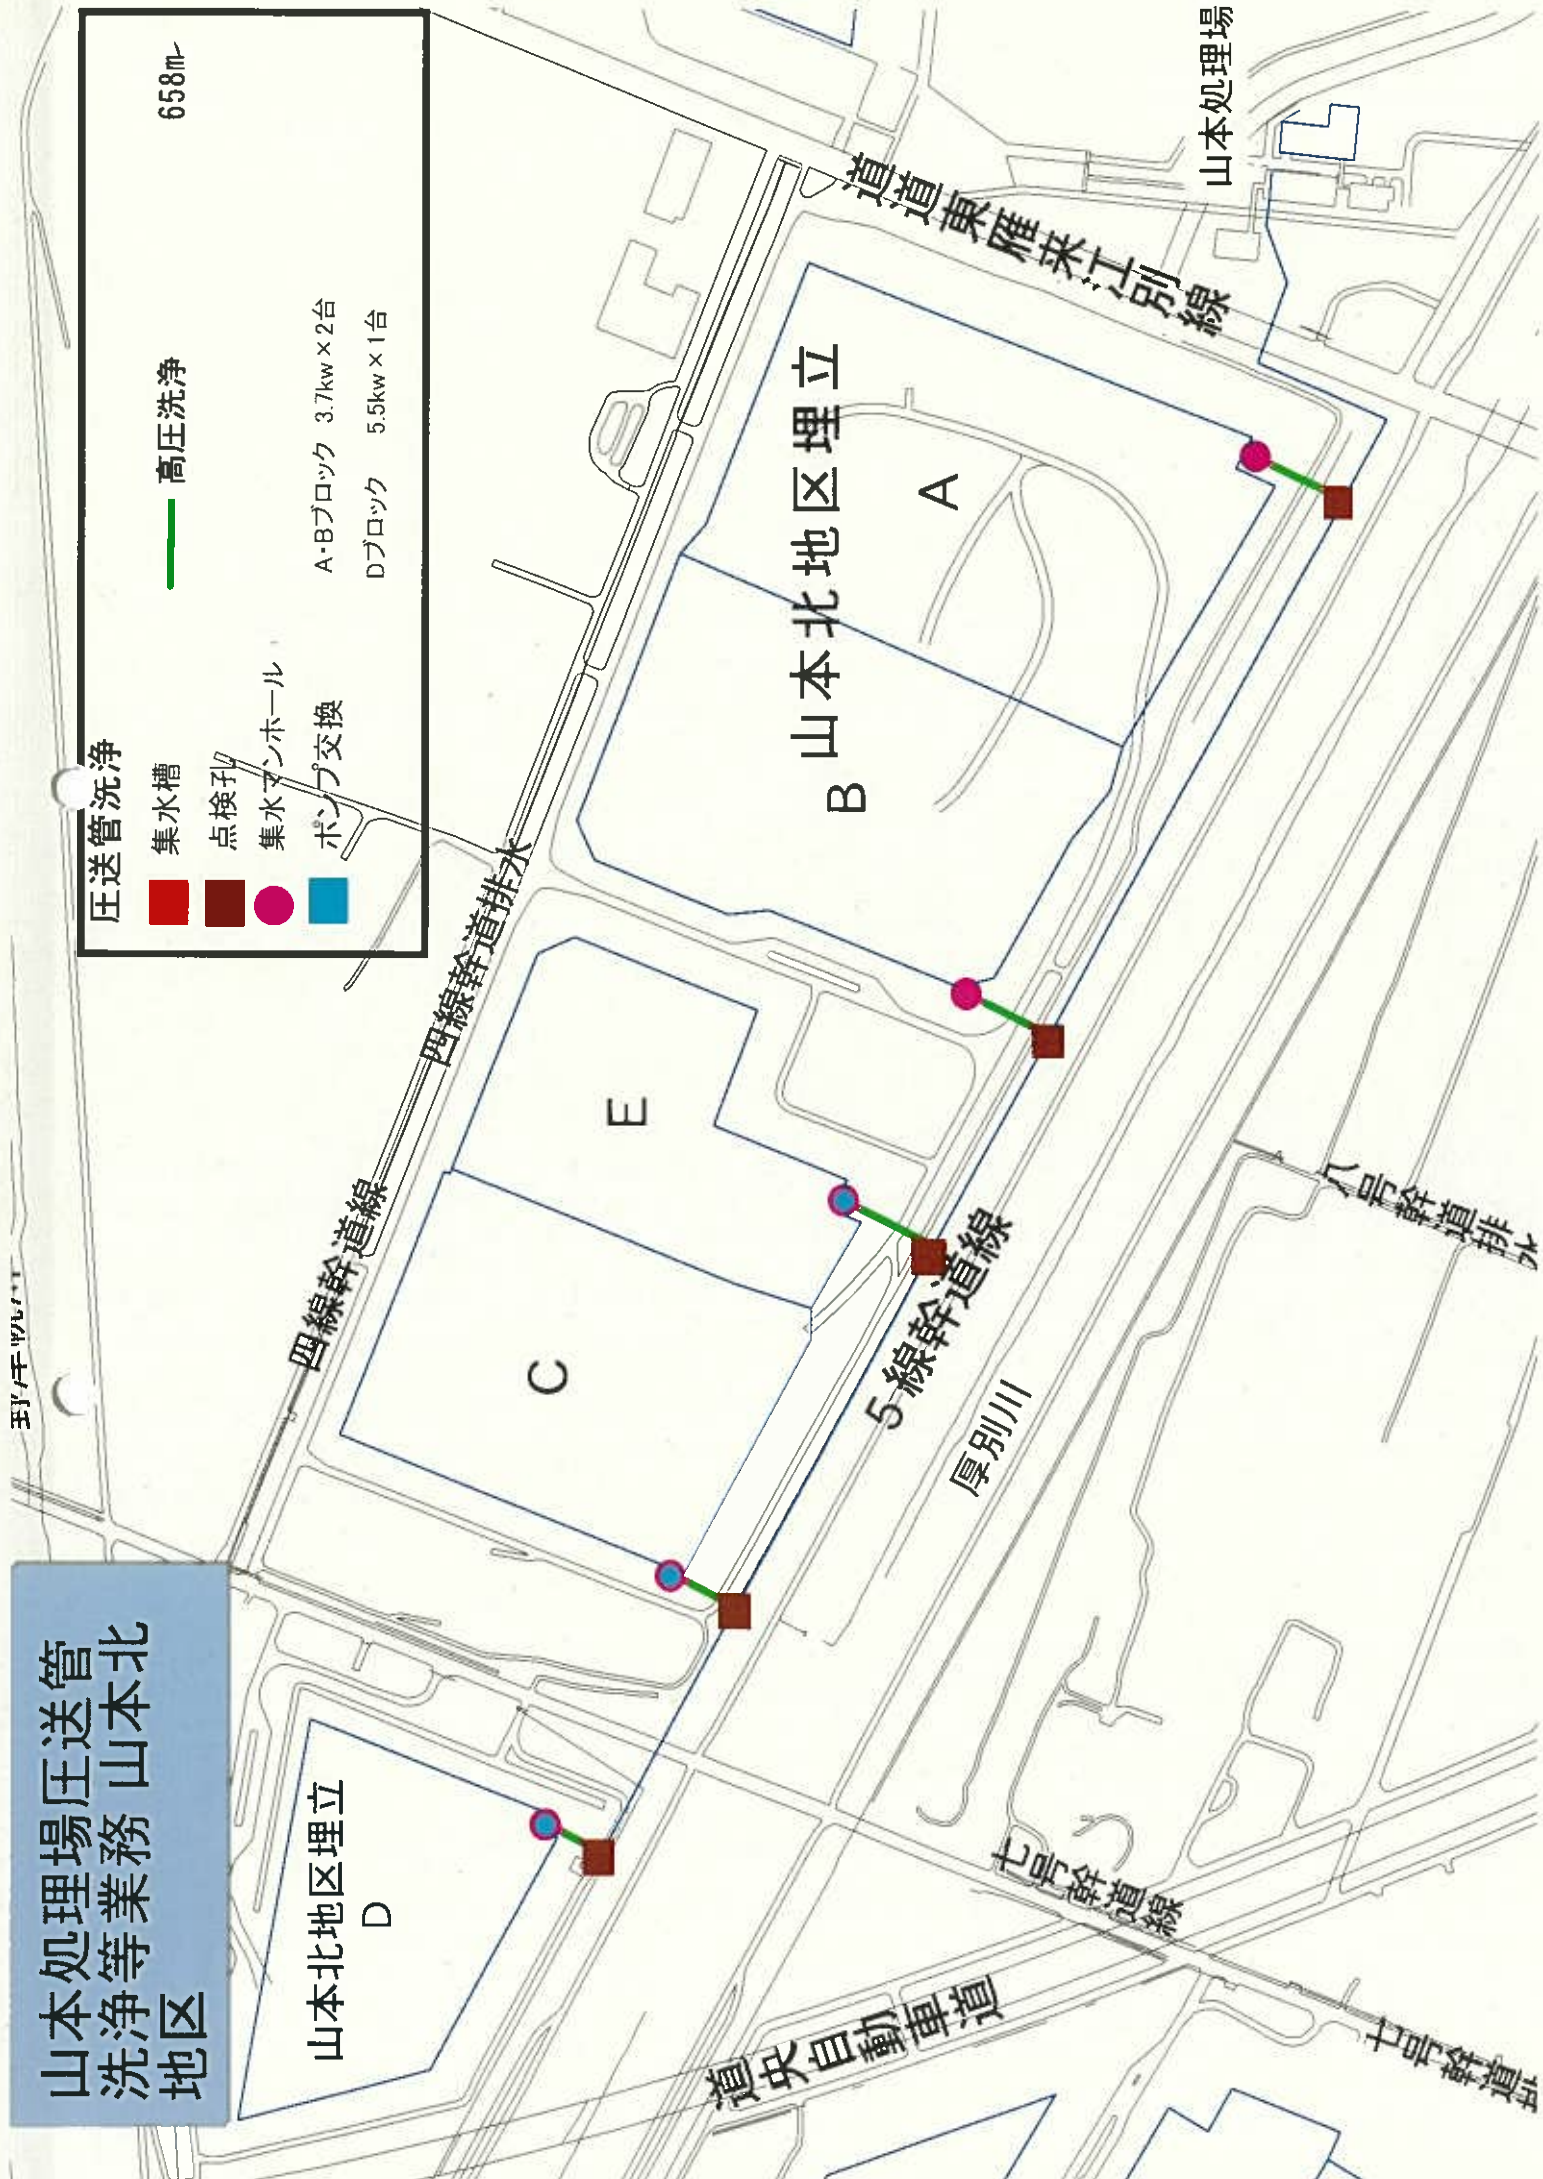 山本処理場圧送管
洗浄等業務 山本北
地区
圧送管洗浄
集水槽
高圧洗浄
658m
点検孔
集水マンホール
ポンプ交換
A・Bブロック 3.7kw×2台
Dブロック 5.5kw×1台
四線幹道線
四線幹道排水
山本北地区埋立
D
C
E
B
山本北地区埋立
A
道道東雁来江別線
山本処理場
5線幹道線
厚別川
道央自動車道
七号幹道線
七号幹道
八号幹道排水